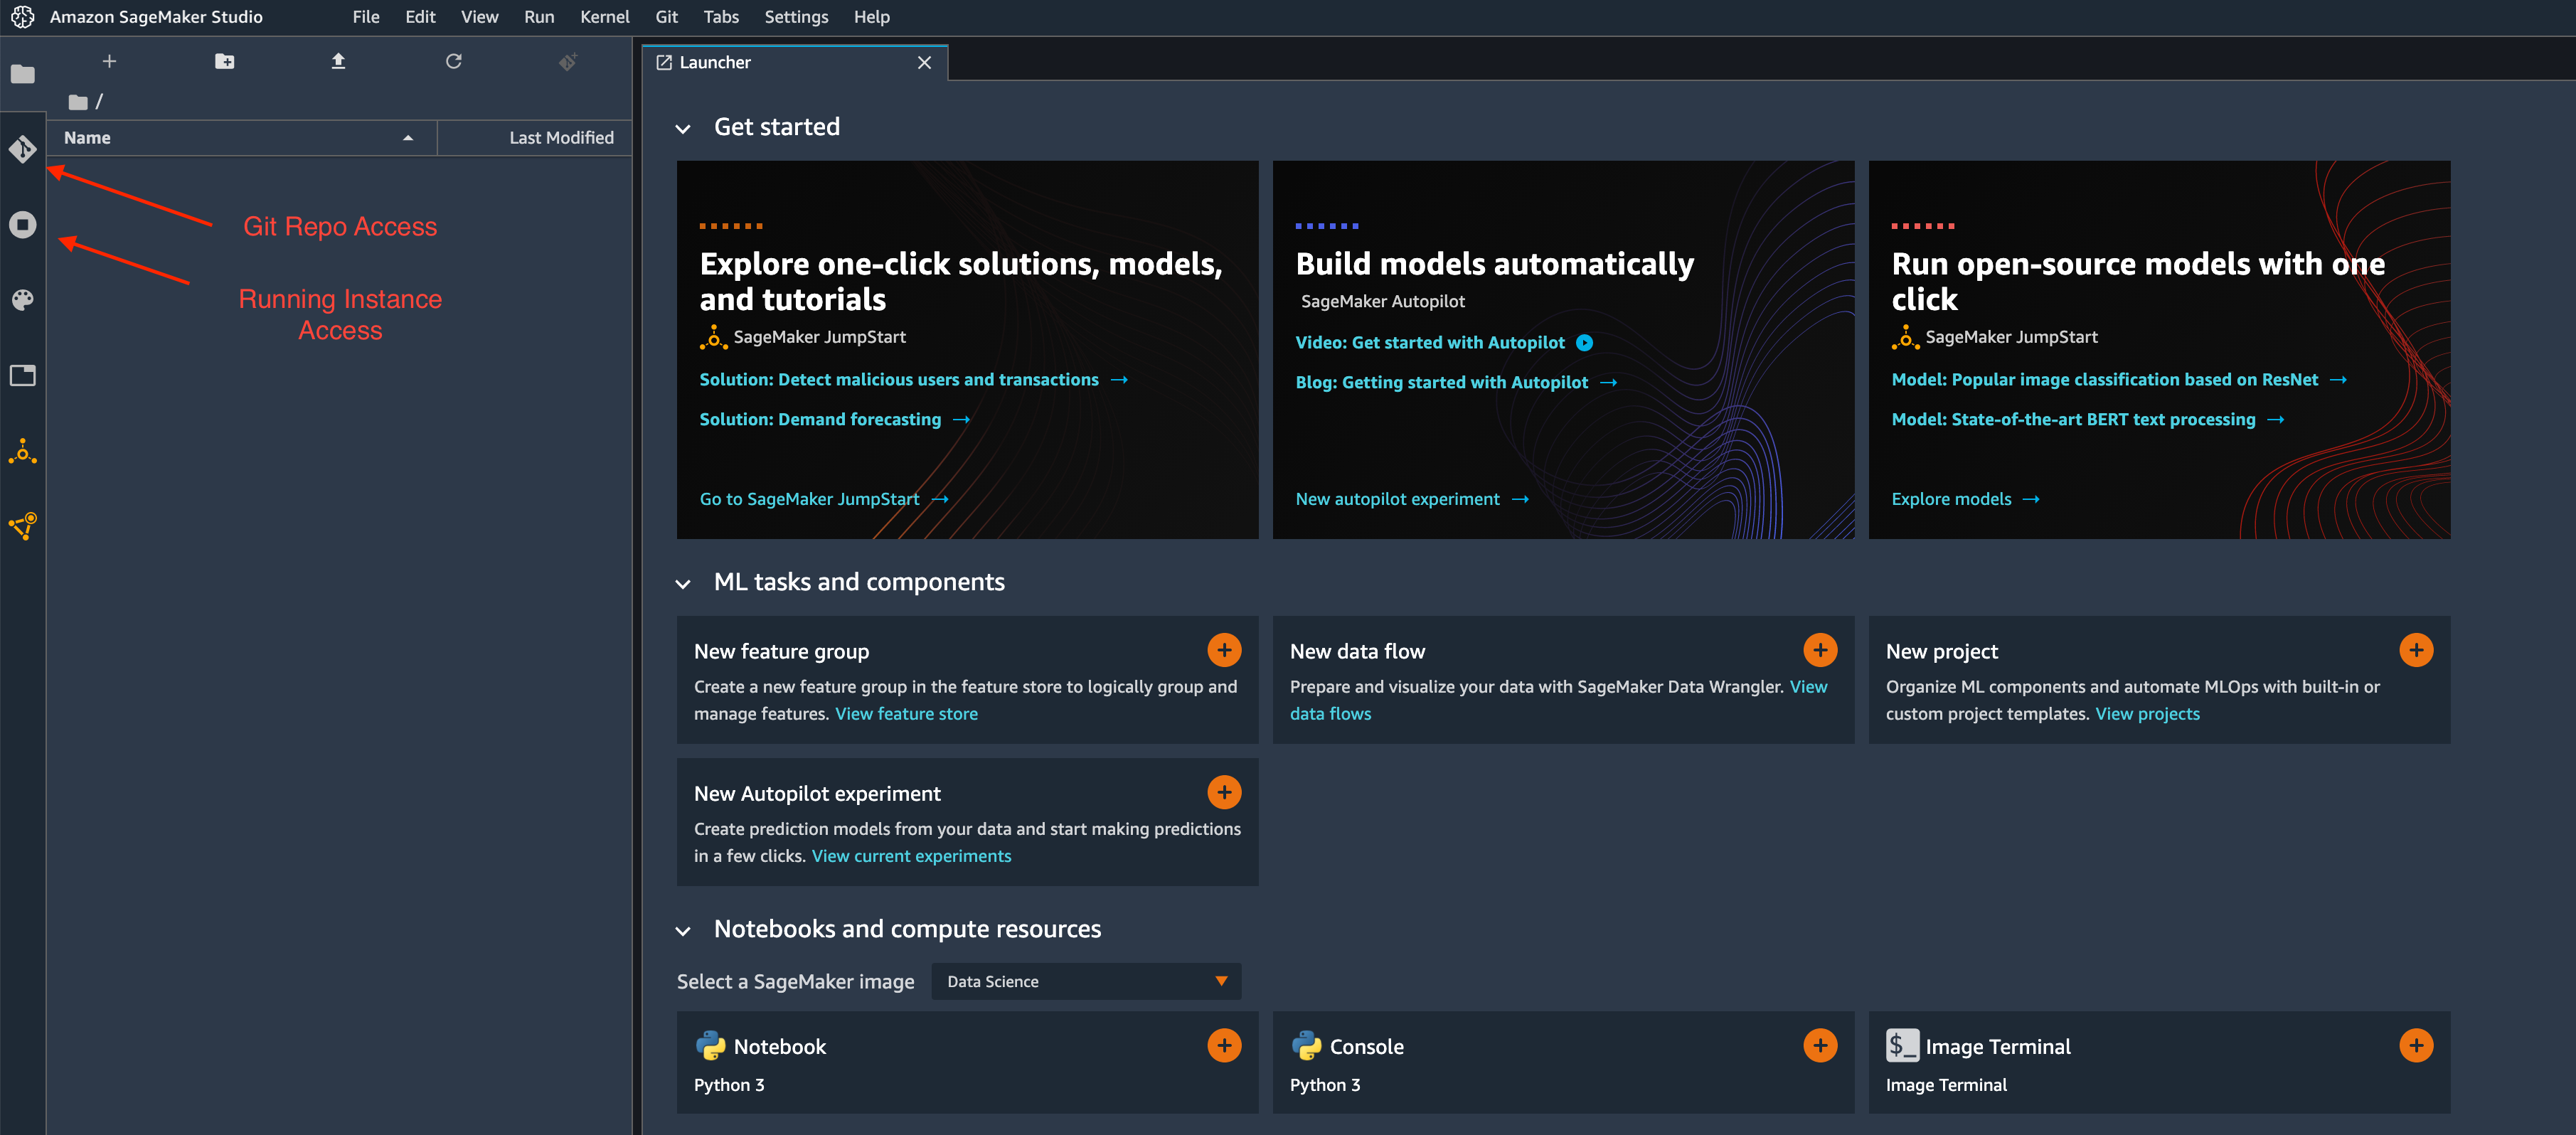 Amazon SageMaker Studio
File Edit View Run Kernel Git Tabs Settings Help
Launcher
/
Name
Last Modified
Git Repo Access
Running Instance
Access
Get started
Explore one-click solutions, models,
and tutorials
SageMaker JumpStart
Solution: Detect malicious users and transactions →
Solution: Demand forecasting →
Go to SageMaker JumpStart →
Build models automatically
SageMaker Autopilot
Video: Get started with Autopilot
Blog: Getting started with Autopilot →
New autopilot experiment →
Run open-source models with one
click
SageMaker JumpStart
Model: Popular image classification based on ResNet →
Model: State-of-the-art BERT text processing →
Explore models →
ML tasks and components
New feature group
Create a new feature group in the feature store to logically group and
manage features. View feature store
New data flow
Prepare and visualize your data with SageMaker Data Wrangler. View
data flows
New project
Organize ML components and automate MLOps with built-in or
custom project templates. View projects
New Autopilot experiment
Create prediction models from your data and start making predictions
in a few clicks. View current experiments
Notebooks and compute resources
Select a SageMaker image
Data Science
Notebook
Python 3
Console
Python 3
$_ Image Terminal
Image Terminal